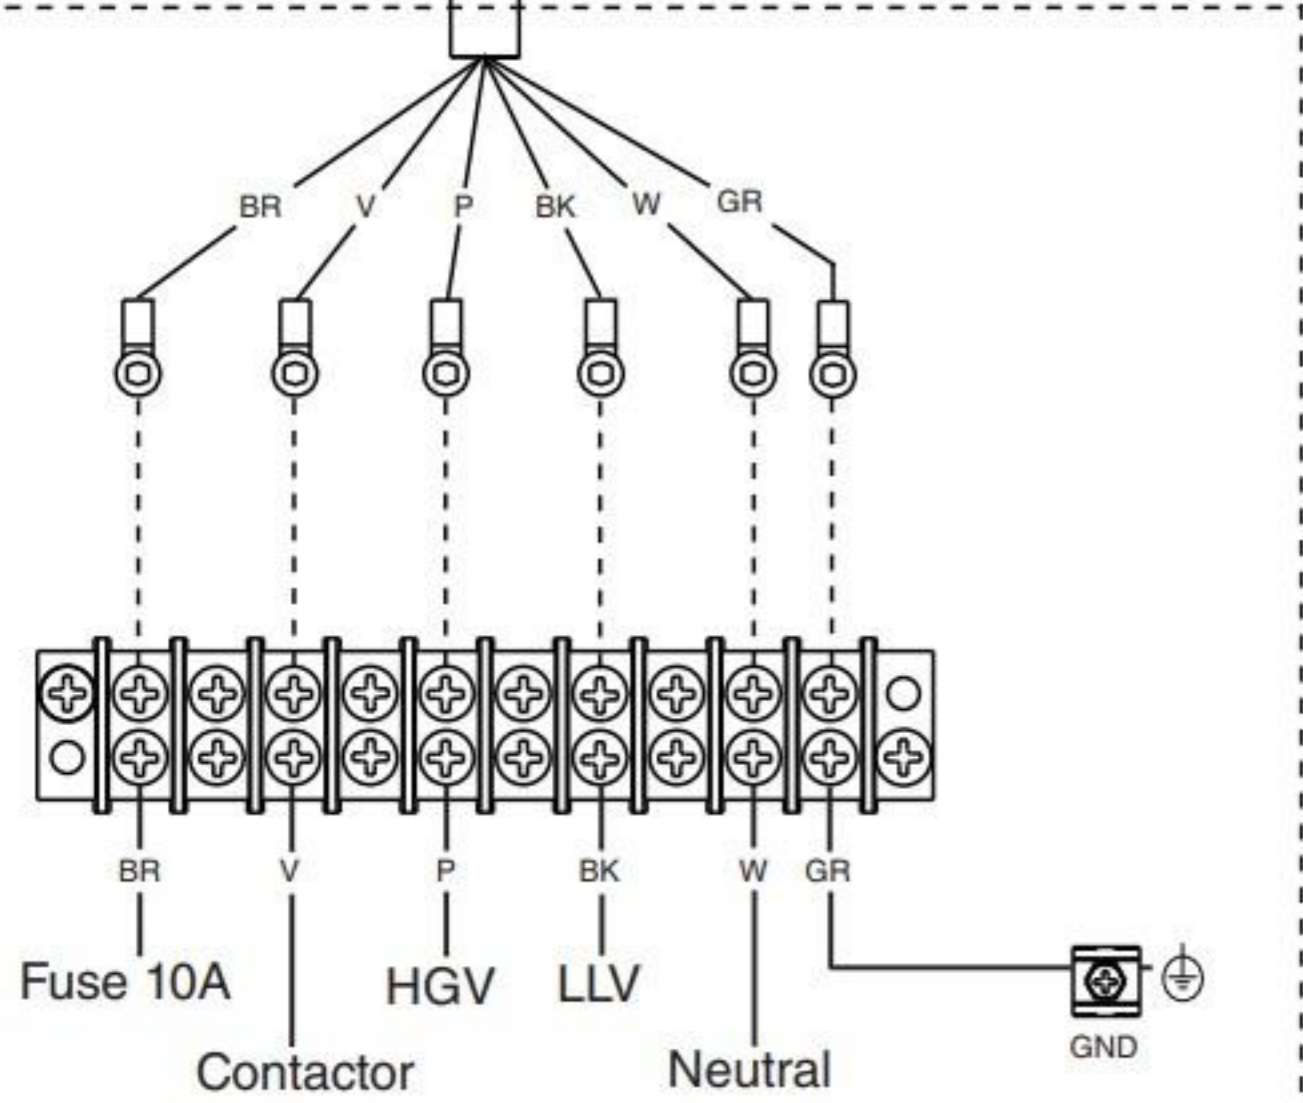 BR V P BK W GR
BR V P BK W GR
Fuse 10A HGV LLV
GND
Contactor Neutral